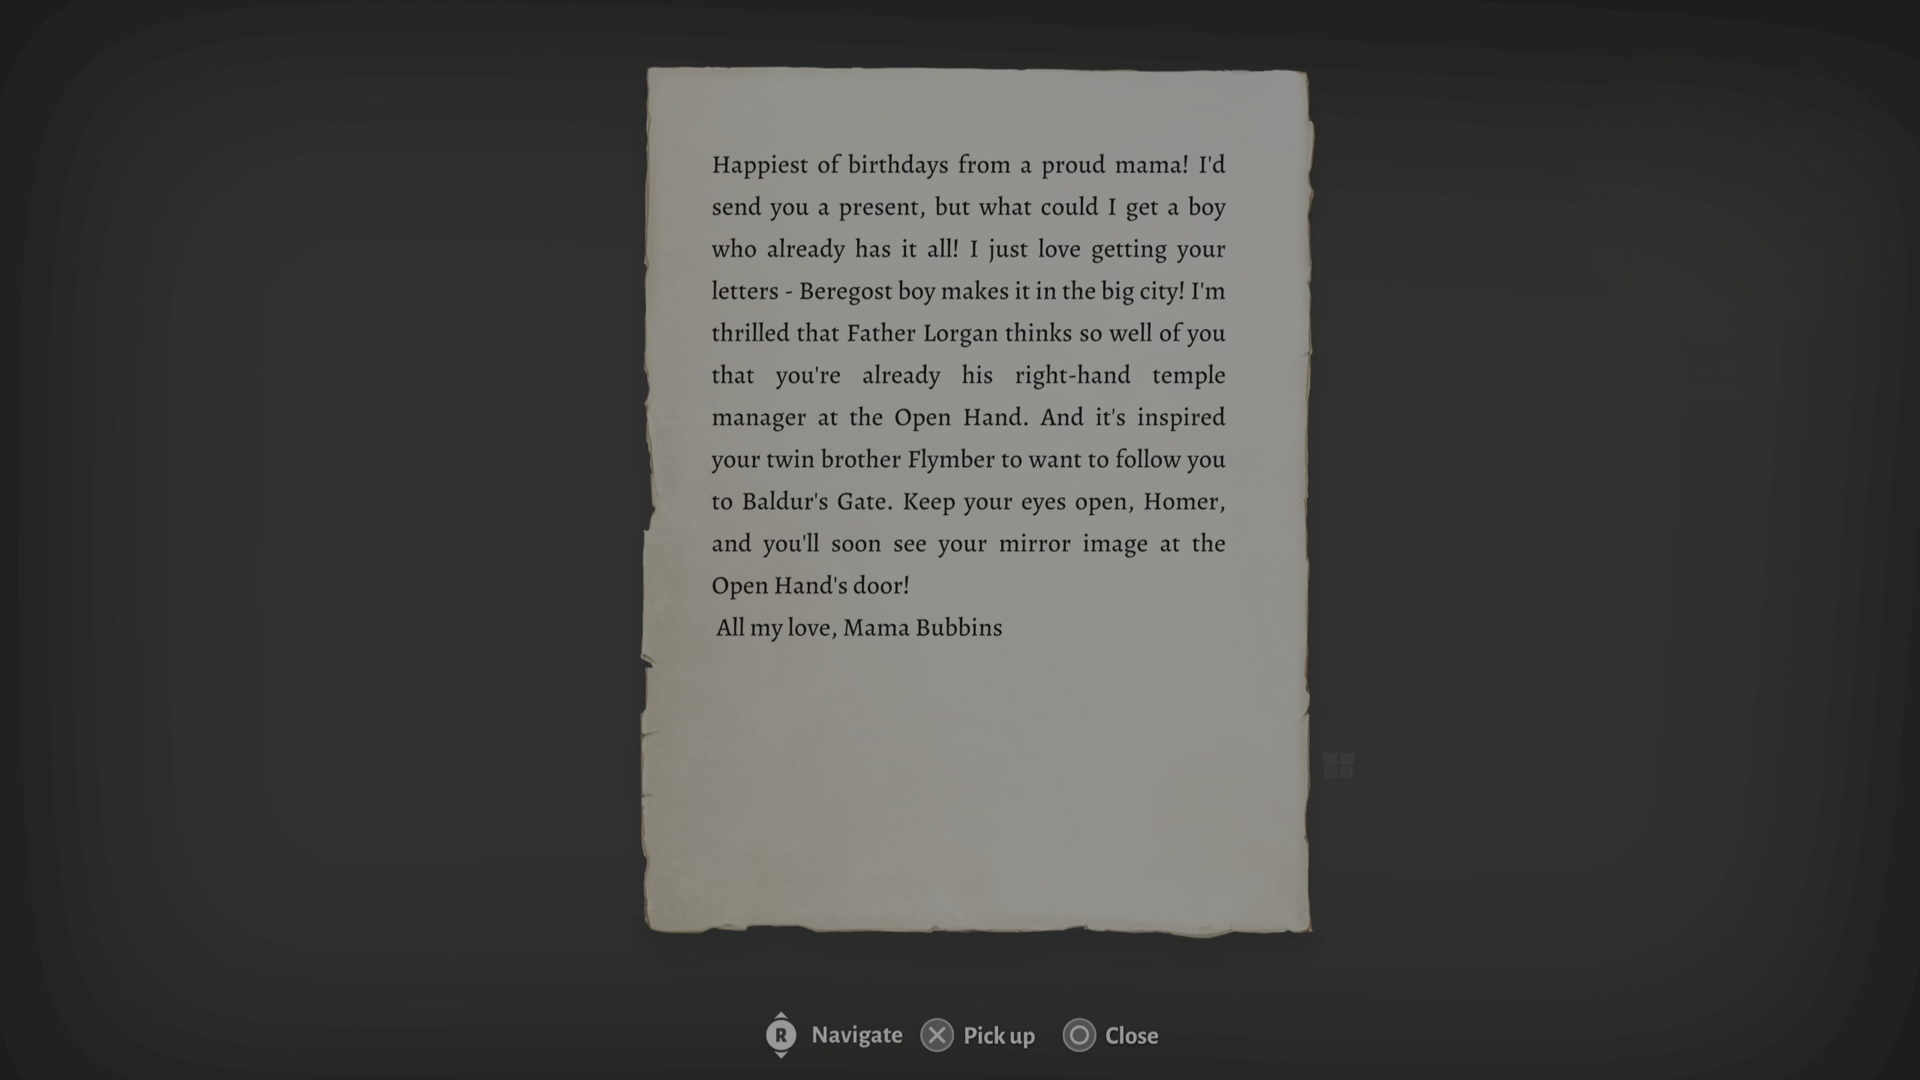 Happiest of birthdays from a proud mama! I'd
send you a present, but what could I get a boy
who already has it all! I just love getting your
letters - Beregost boy makes it in the big city! I'm
thrilled that Father Lorgan thinks so well of you
that you're already his right-hand temple
manager at the Open Hand. And it's inspired
your twin brother Flymber to want to follow you
to Baldur's Gate. Keep your eyes open, Homer,
and you'll soon see your mirror image at the
Open Hand's door!
All my love, Mama Bubbins
R Navigate Pick up Close